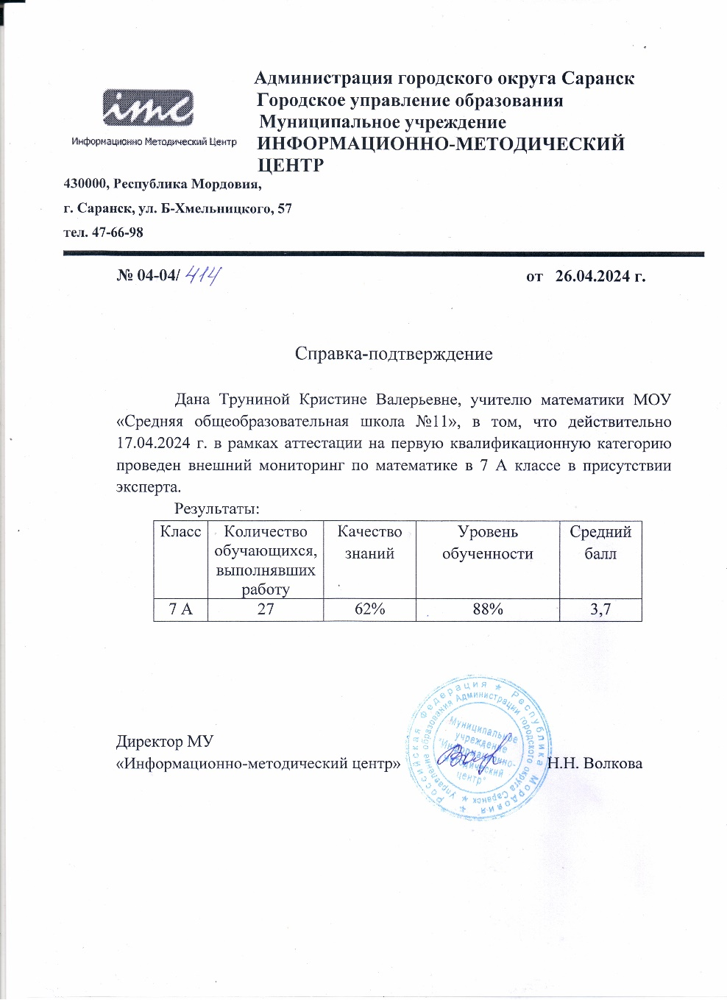 Администрация городского округа Саранск
Городское управление образования
Муниципальное учреждение
ИНФОРМАЦИОННО-МЕТОДИЧЕСКИЙ
ЦЕНТР
imc
Информационно Методический Центр
430000, Республика Мордовия,
г. Саранск, ул. Б-Хмельницкого, 57
тел. 47-66-98
№ 04-04/ 414 от 26.04.2024 г.
Справка-подтверждение
Дана Труниной Кристине Валерьевне, учителю математики МОУ
«Средняя общеобразовательная школа №11», в том, что действительно
17.04.2024 г. в рамках аттестации на первую квалификационную категорию
проведен внешний мониторинг по математике в 7 А классе в присутствии
эксперта.
Результаты:
Класс Количество обучающихся, выполнявших работу Качество знаний Уровень обученности Средний балл
7 А 27 62% 88% 3,7
Директор МУ
«Информационно-методический центр» Н.Н. Волкова
Российская Федерация ★ Республика Мордовия ★
Управление образования Администрации городского округа Саранск ★
Муниципальное
учреждение
"Информационно-
методический
центр"